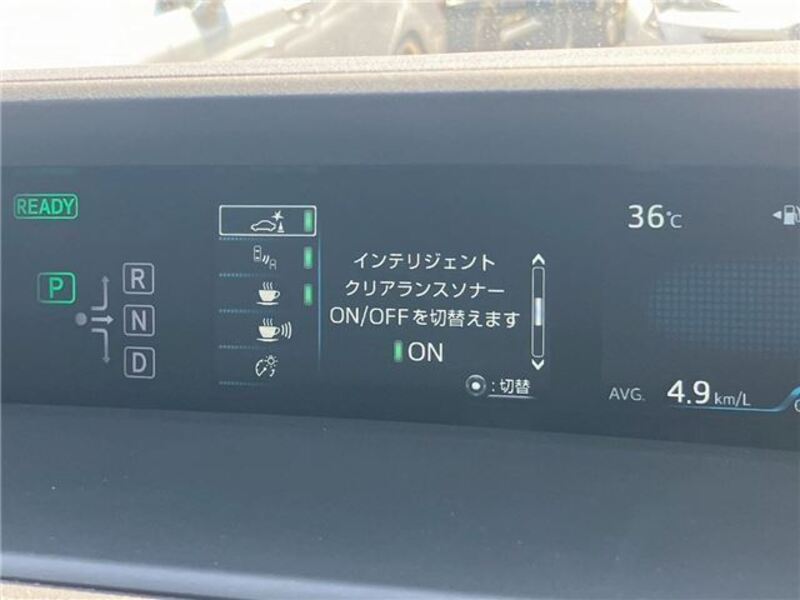 READY
36℃
P
R
N
D
インテリジェント
クリアランスソナー
ON/OFFを切替えます
ON
:切替
AVG. 4.9 km/L